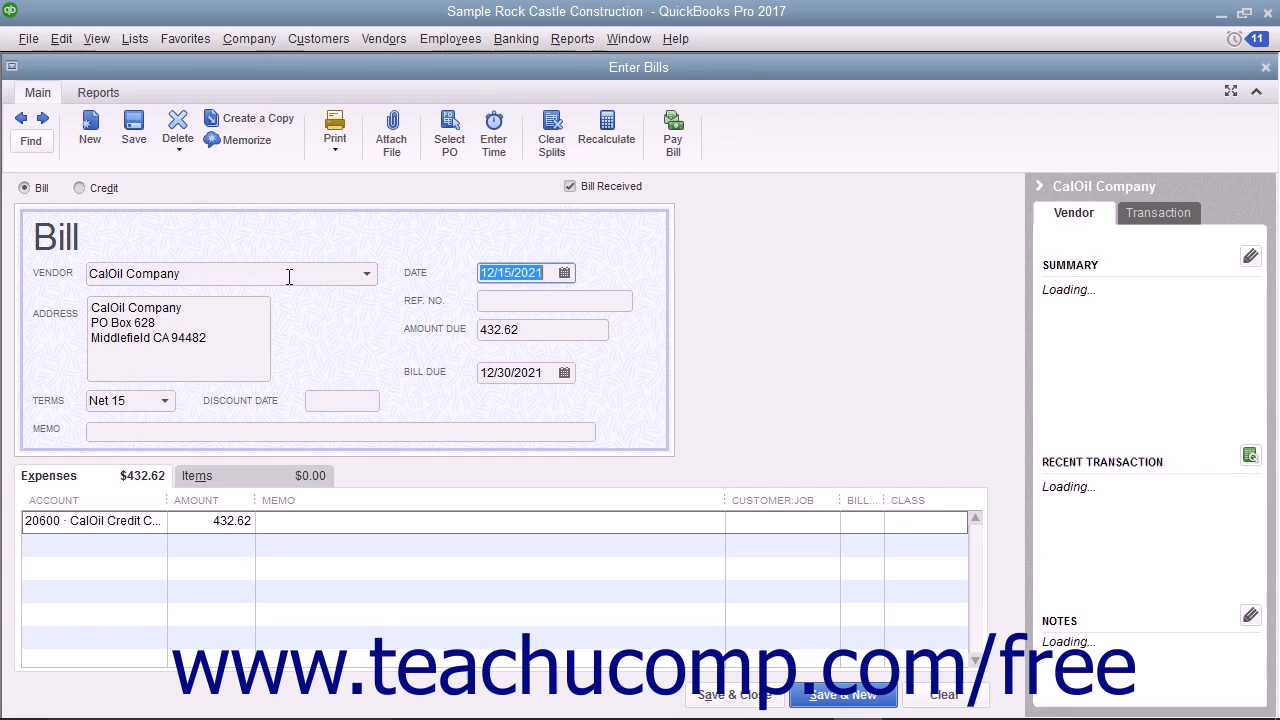 Sample Rock Castle Construction - QuickBooks Pro 2017
File Edit View Lists Favorites Company Customers Vendors Employees Banking Reports Window Help 11
Enter Bills
Main Reports
Find
New
Save
Delete
Create a Copy
Memorize
Print
Attach
File
Select
PO
Enter
Time
Clear
Splits
Recalculate
Pay
Bill
Bill Credit
Bill Received
Bill
VENDOR CalOil Company
DATE 12/15/2021
REF. NO.
ADDRESS
CalOil Company
PO Box 628
Middlefield CA 94482
AMOUNT DUE 432.62
BILL DUE 12/30/2021
TERMS Net 15 DISCOUNT DATE
MEMO
Expenses $432.62 Items $0.00
ACCOUNT AMOUNT MEMO CUSTOMER:JOB BILL... CLASS
20600 · CalOil Credit C... 432.62
CalOil Company
Vendor Transaction
SUMMARY
Loading...
RECENT TRANSACTION
Loading...
NOTES
Loading...
www.teachucomp.com/free
Save & Close Save & New Clear